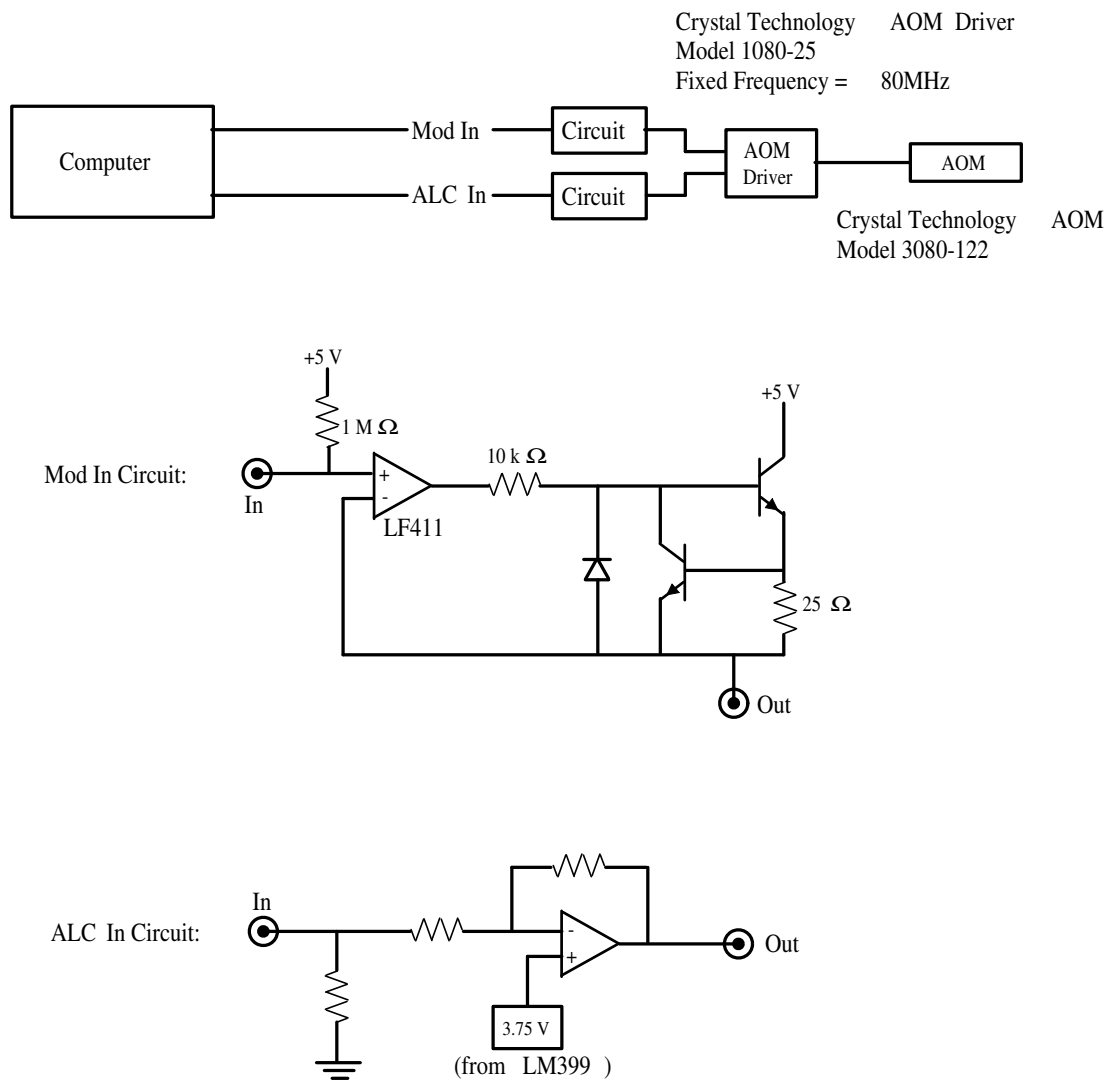 Crystal Technology AOM Driver
Model 1080-25
Fixed Frequency = 80MHz
Computer
Mod In
Circuit
AOM
Driver
AOM
ALC In
Circuit
Crystal Technology AOM
Model 3080-122
+5 V
+5 V
1 M Ω
10 k Ω
Mod In Circuit:
In
+
-
LF411
25 Ω
Out
In
ALC In Circuit:
-
+
Out
3.75 V
(from LM399 )